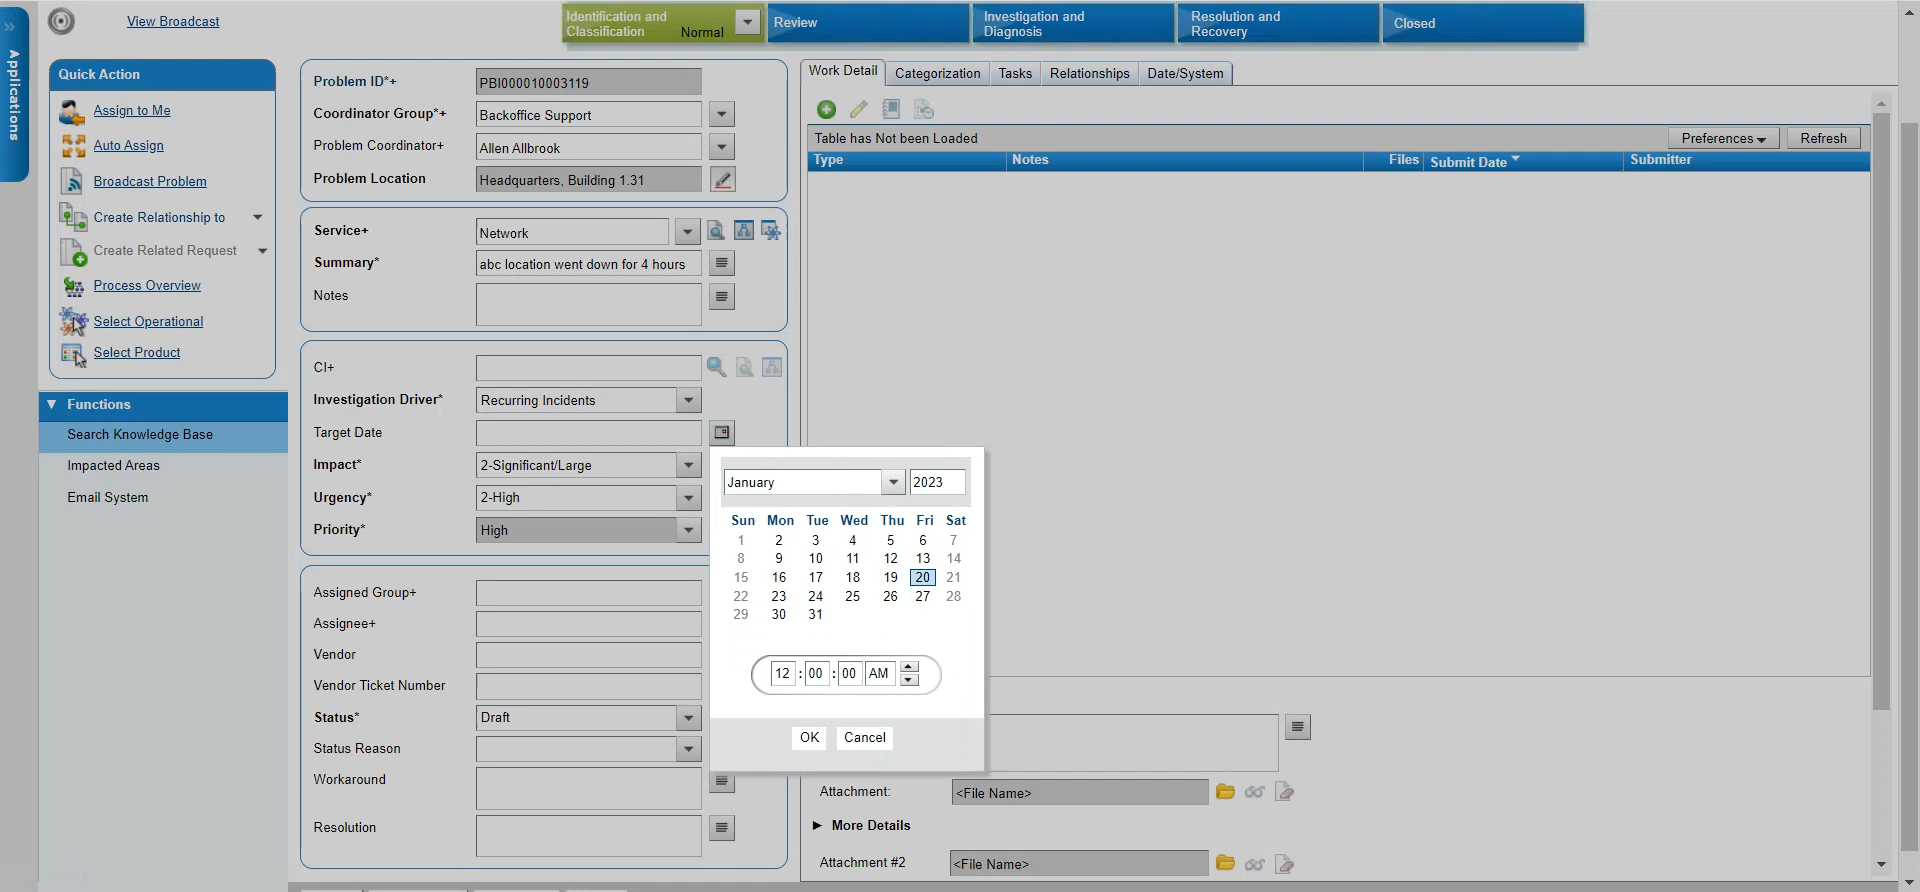 »
Applications
View Broadcast
Identification and
Classification
Normal
Review
Investigation and
Diagnosis
Resolution and
Recovery
Closed
Quick Action
Assign to Me
Auto Assign
Broadcast Problem
Create Relationship to
Create Related Request
Process Overview
Select Operational
Select Product
Functions
Search Knowledge Base
Impacted Areas
Email System
Problem ID*+
PBI000010003119
Coordinator Group*+
Backoffice Support
Problem Coordinator+
Allen Allbrook
Problem Location
Headquarters, Building 1.31
Service+
Network
Summary*
abc location went down for 4 hours
Notes
CI+
Investigation Driver*
Recurring Incidents
Target Date
Impact*
2-Significant/Large
Urgency*
2-High
Priority*
High
Assigned Group+
Assignee+
Vendor
Vendor Ticket Number
Status*
Draft
Status Reason
Workaround
Resolution
January 2023
Sun Mon Tue Wed Thu Fri Sat
1 2 3 4 5 6 7
8 9 10 11 12 13 14
15 16 17 18 19 20 21
22 23 24 25 26 27 28
29 30 31
12 : 00 : 00 AM
OK Cancel
Work Detail Categorization Tasks Relationships Date/System
Table has Not been Loaded
Preferences Refresh
Type Notes Files Submit Date Submitter
Attachment:
<File Name>
More Details
Attachment #2
<File Name>